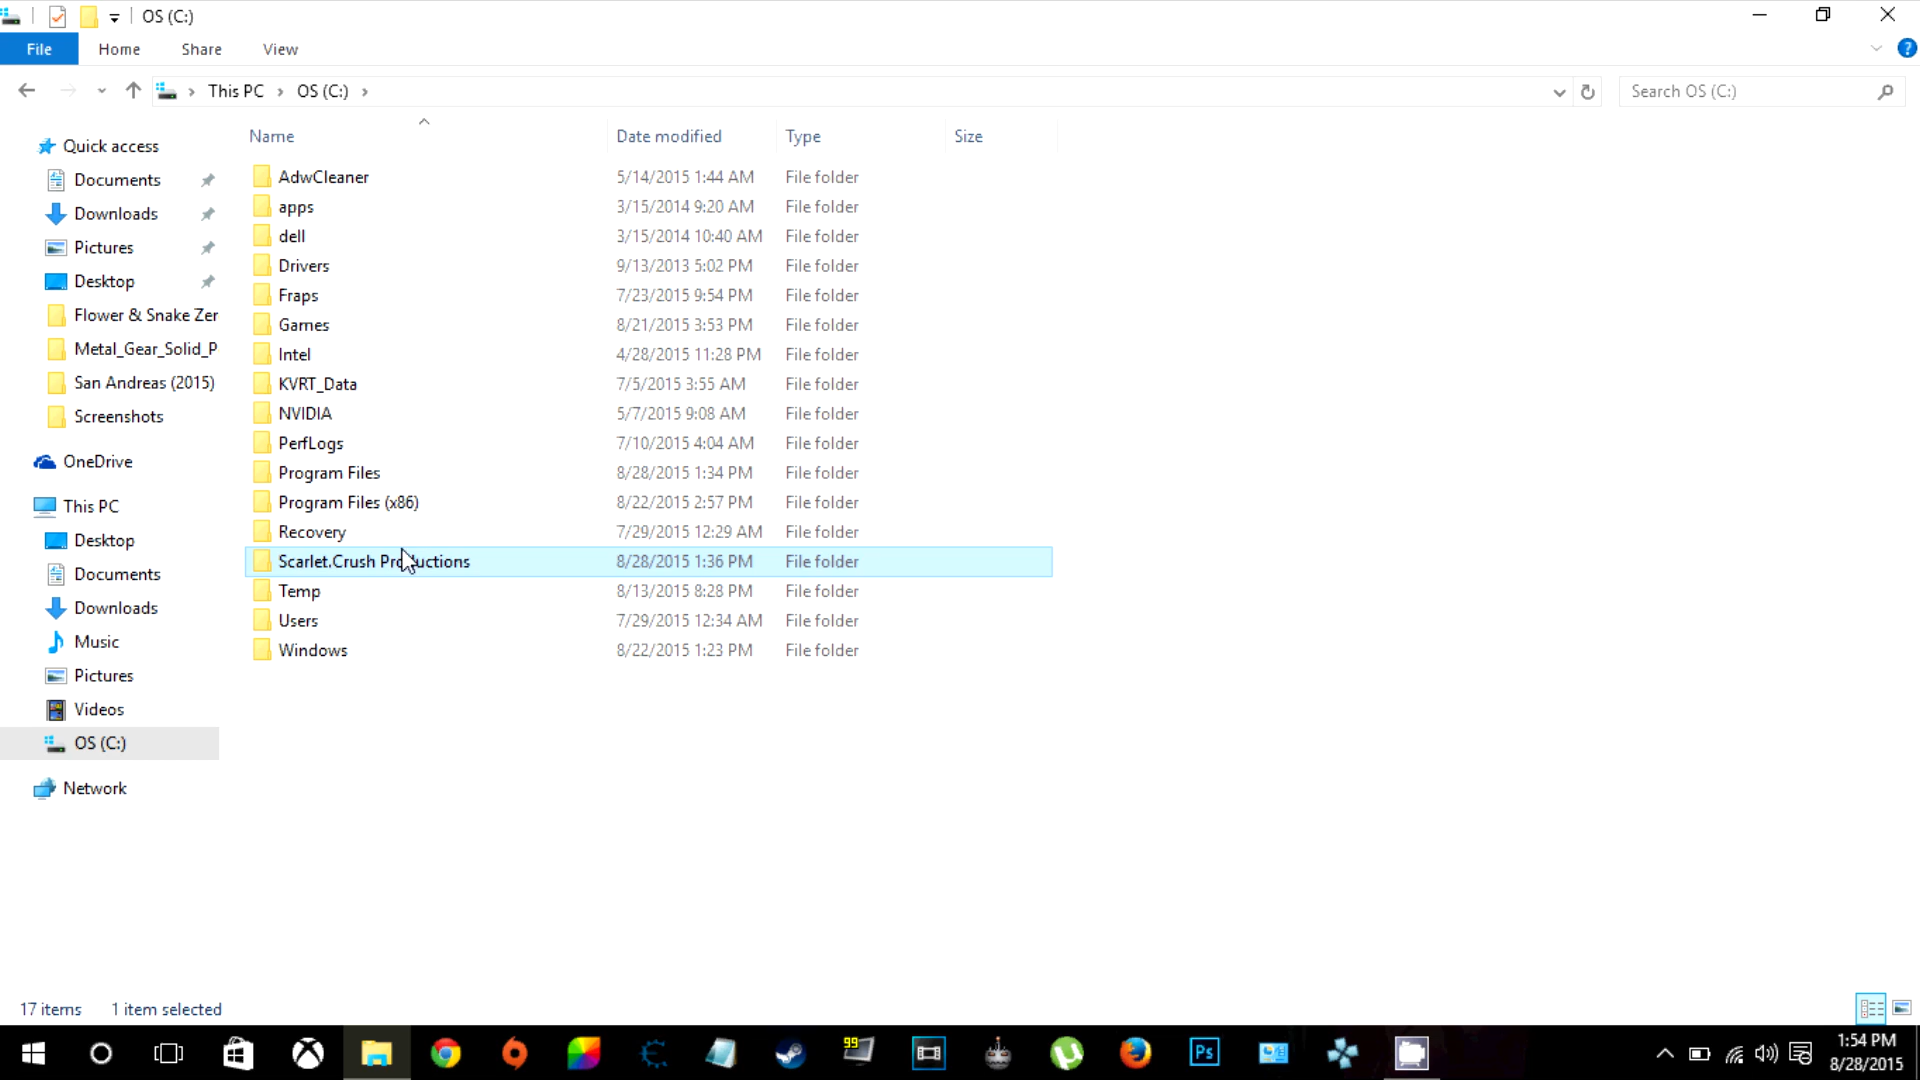 OS (C:)
File Home Share View
This PC OS (C:)
Search OS (C:)
Name Date modified Type Size
Quick access
Documents
Downloads
Pictures
Desktop
Flower & Snake Zer
Metal_Gear_Solid_P
San Andreas (2015)
Screenshots
OneDrive
This PC
Desktop
Documents
Downloads
Music
Pictures
Videos
OS (C:)
Network
AdwCleaner 5/14/2015 1:44 AM File folder
apps 3/15/2014 9:20 AM File folder
dell 3/15/2014 10:40 AM File folder
Drivers 9/13/2013 5:02 PM File folder
Fraps 7/23/2015 9:54 PM File folder
Games 8/21/2015 3:53 PM File folder
Intel 4/28/2015 11:28 PM File folder
KVRT_Data 7/5/2015 3:55 AM File folder
NVIDIA 5/7/2015 9:08 AM File folder
PerfLogs 7/10/2015 4:04 AM File folder
Program Files 8/28/2015 1:34 PM File folder
Program Files (x86) 8/22/2015 2:57 PM File folder
Recovery 7/29/2015 12:29 AM File folder
Scarlet.Crush Productions 8/28/2015 1:36 PM File folder
Temp 8/13/2015 8:28 PM File folder
Users 7/29/2015 12:34 AM File folder
Windows 8/22/2015 1:23 PM File folder
17 items 1 item selected
99
Ps
1:54 PM
8/28/2015